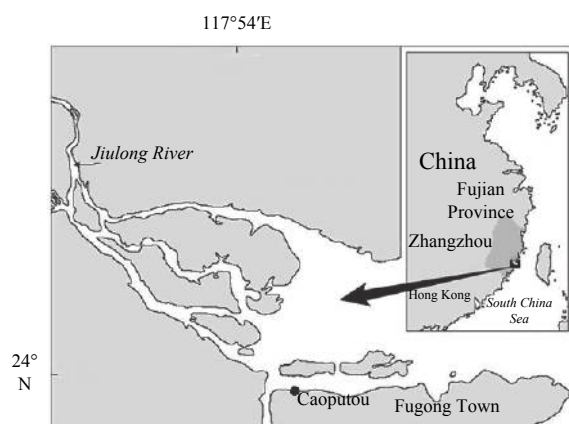 117°54′E
Jiulong River
China
Fujian
Province
Zhangzhou
Hong Kong
South China
Sea
24°
N
Caoputou
Fugong Town